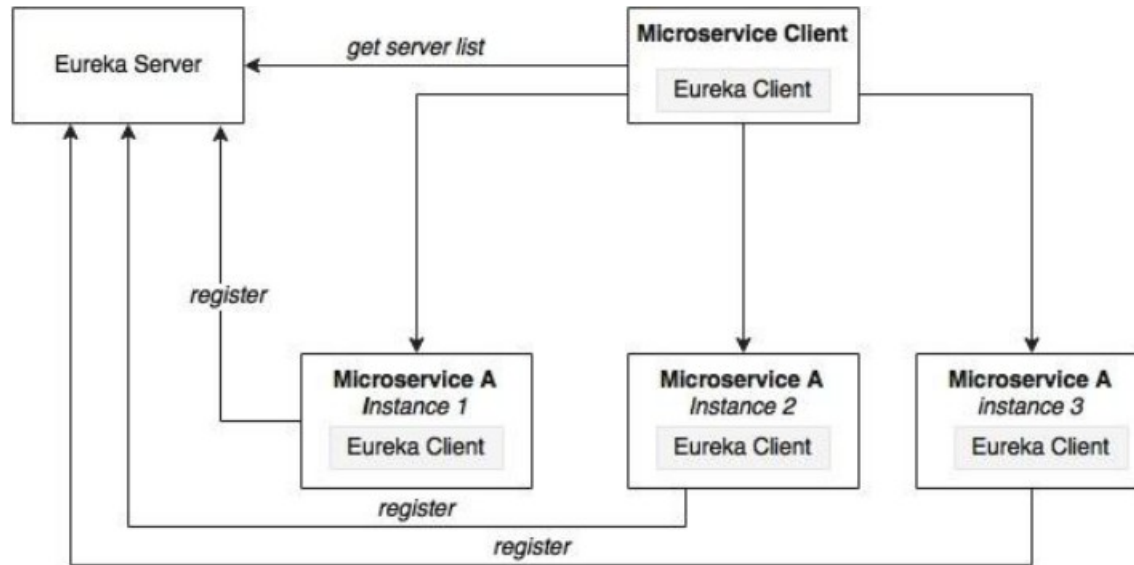 Eureka Server
get server list
Microservice Client
Eureka Client
register
Microservice A
Instance 1
Eureka Client
Microservice A
Instance 2
Eureka Client
Microservice A
instance 3
Eureka Client
register
register